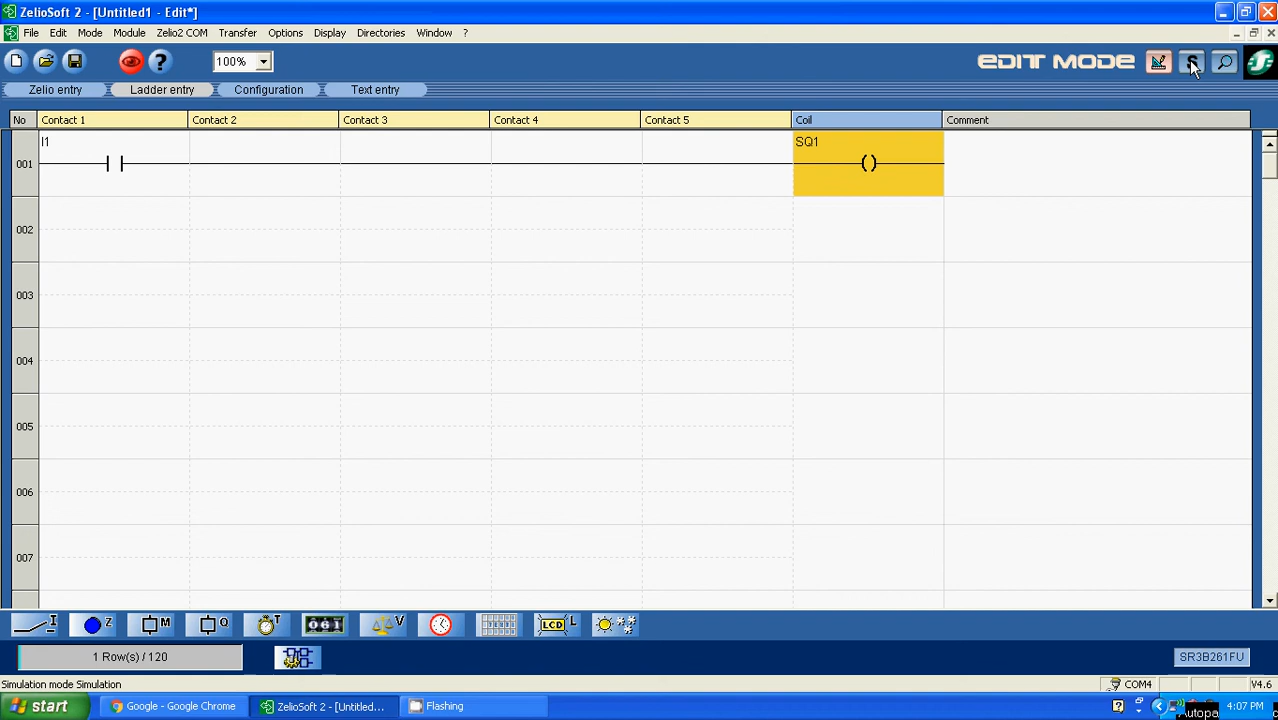 ZelioSoft 2 - [Untitled1 - Edit*]
File Edit Mode Module Zelio2 COM Transfer Options Display Directories Window ?
100% EDIT MODE
Zelio entry Ladder entry Configuration Text entry
No Contact 1 Contact 2 Contact 3 Contact 4 Contact 5 Coil Comment
I1 SQ1
001
002
003
004
005
006
007
I Z M Q T V LCD L
1 Row(s) / 120 SR3B261FU
Simulation mode Simulation COM4 V4.6
start Google - Google Chrome ZelioSoft 2 - [Untitled... Flashing ? 4:07 PM
Autopa